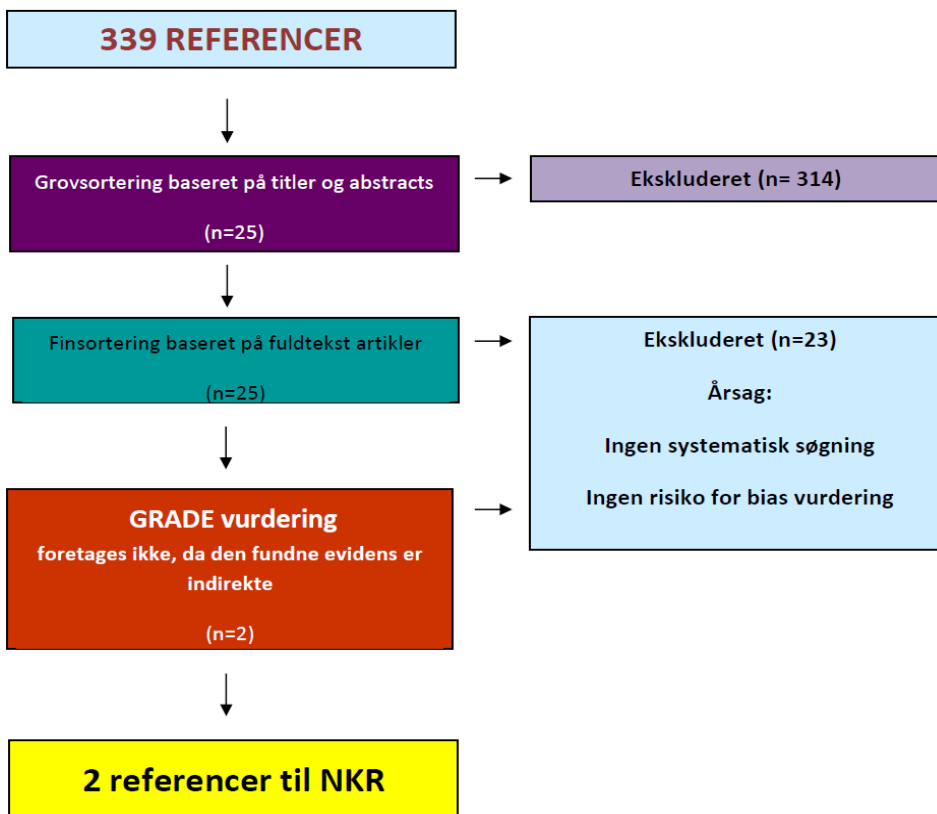 339 REFERENCER
Grovsortering baseret på titler og abstracts
(n=25)
Ekskluderet (n= 314)
Finsortering baseret på fuldtekst artikler
(n=25)
Ekskluderet (n=23)
Årsag:
Ingen systematisk søgning
Ingen risiko for bias vurdering
GRADE vurdering
foretages ikke, da den fundne evidens er
indirekte
(n=2)
2 referencer til NKR